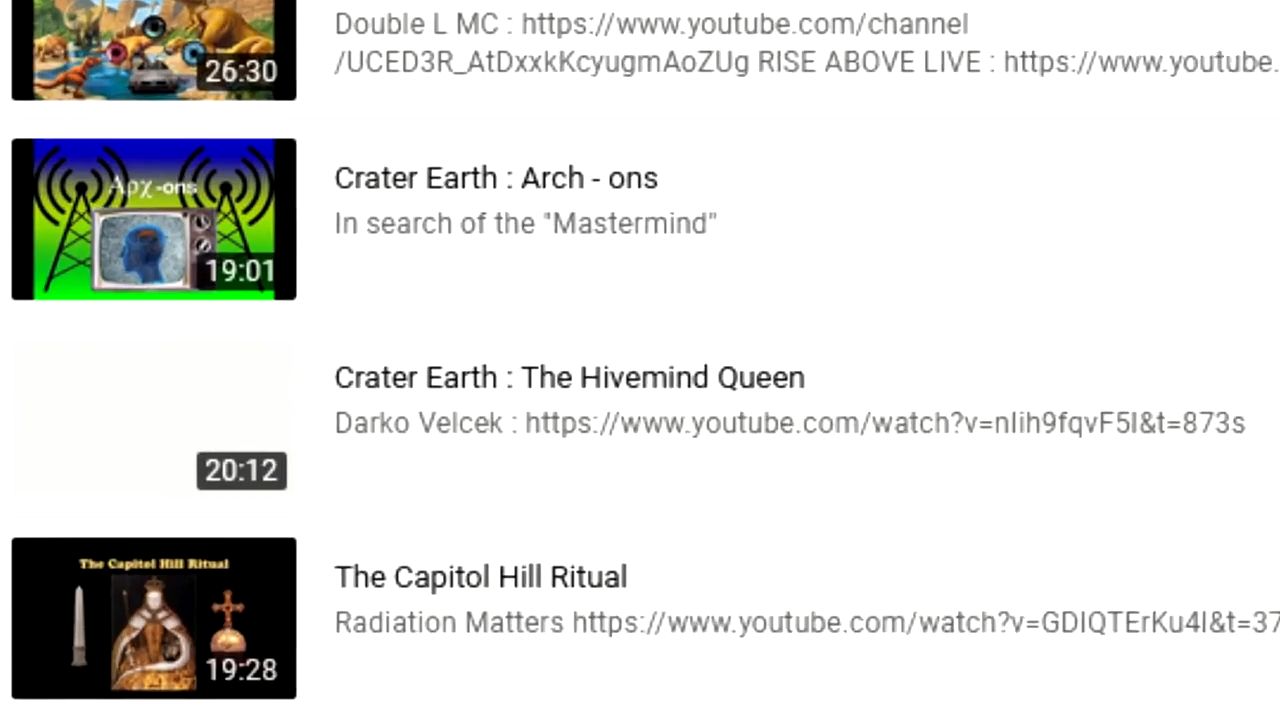 Double L MC : https://www.youtube.com/channel
/UCED3R_AtDxxkKcyugmAoZUg RISE ABOVE LIVE : https://www.youtube.
26:30
Αρχ-ons
19:01
Crater Earth : Arch - ons
In search of the "Mastermind"
20:12
Crater Earth : The Hivemind Queen
Darko Velcek : https://www.youtube.com/watch?v=nlih9fqvF5I&t=873s
The Capitol Hill Ritual
19:28
The Capitol Hill Ritual
Radiation Matters https://www.youtube.com/watch?v=GDIQTErKu4I&t=37